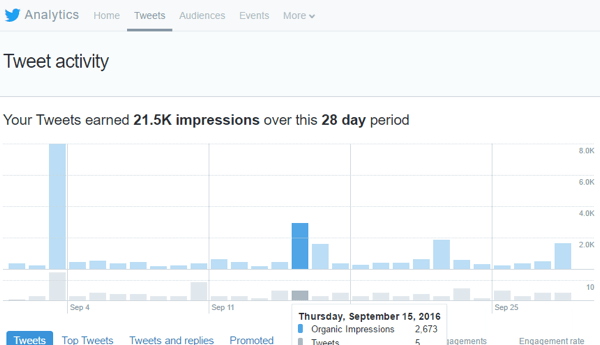 Analytics Home Tweets Audiences Events More
Tweet activity
Your Tweets earned 21.5K impressions over this 28 day period
8.0K
6.0K
4.0K
2.0K
10
Sep 4 Sep 11 Sep 25
Thursday, September 15, 2016
Organic Impressions 2,673
Tweets 5
Tweets Top Tweets Tweets and replies Promoted ngagements Engagement rate